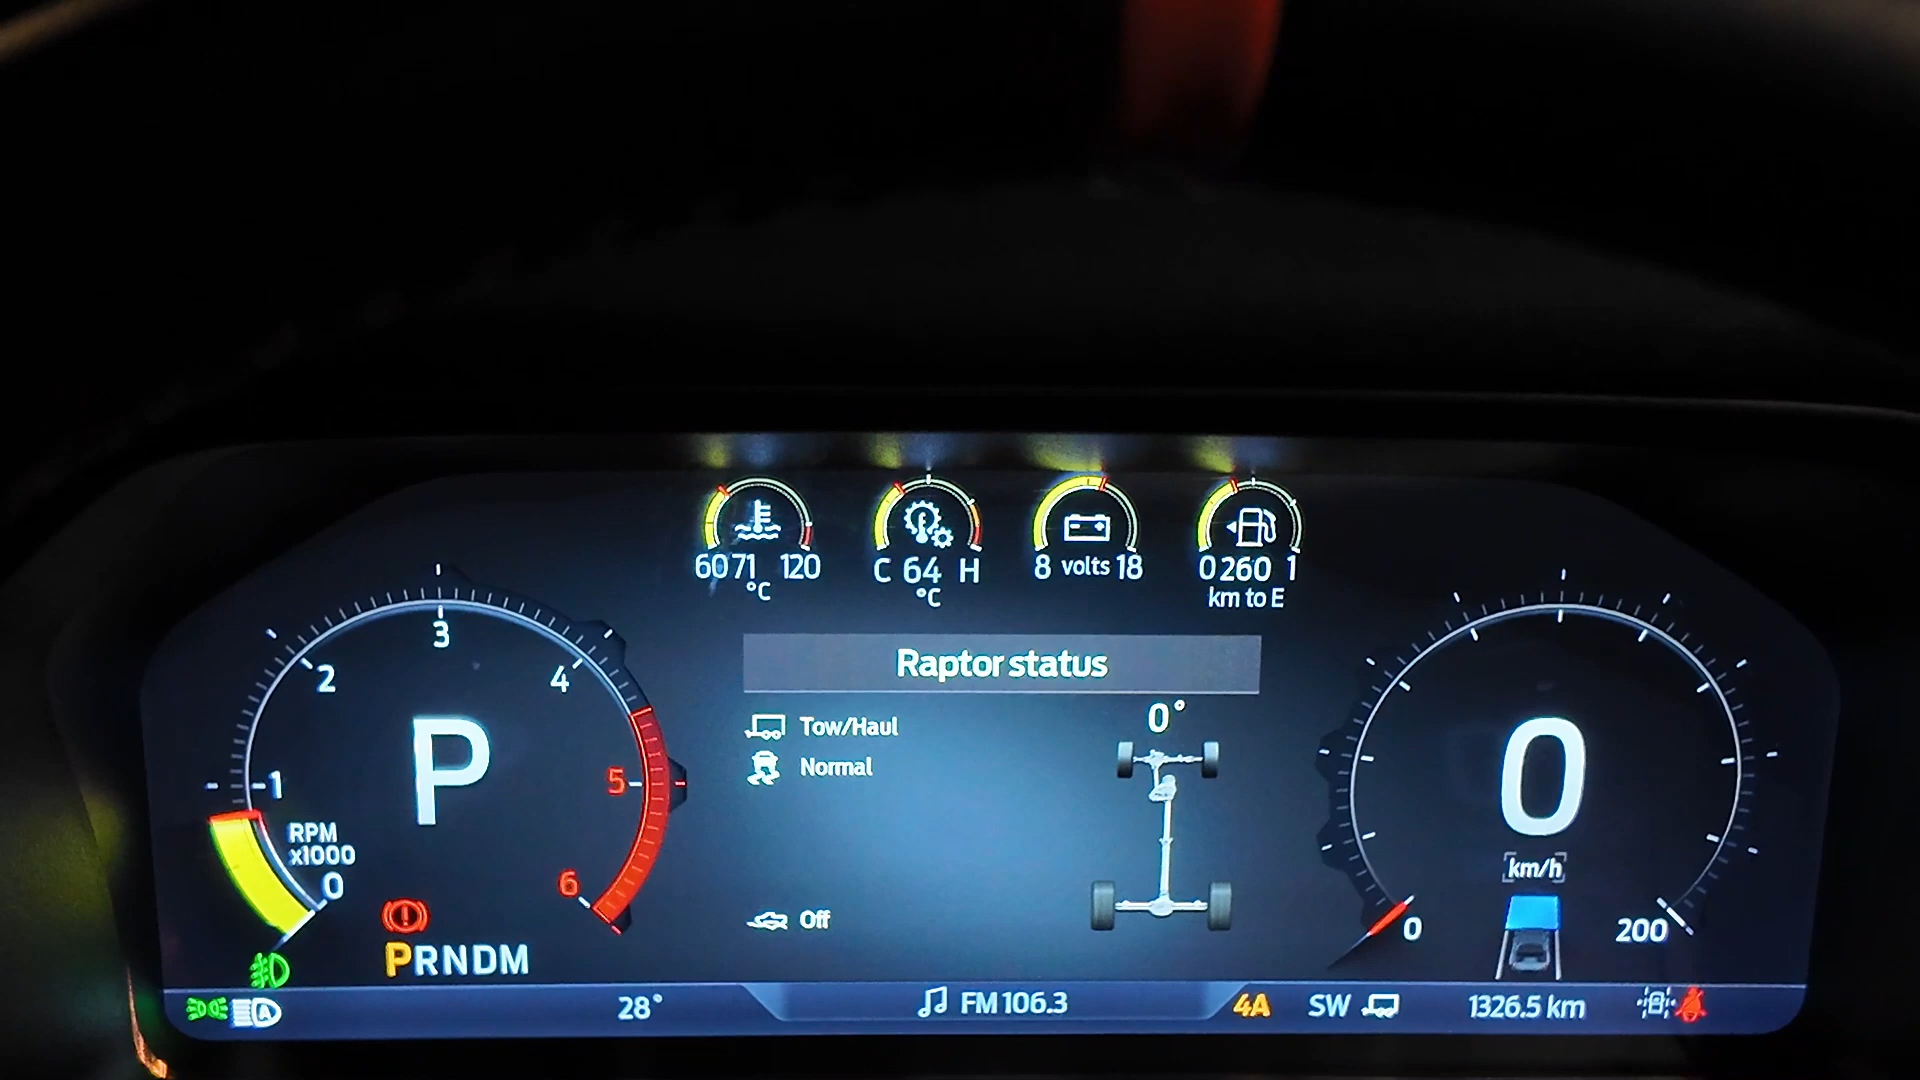 60 71 120
°C
C 64 H
°C
8 volts 18
0 260 1
km to E
Raptor status
Tow/Haul
Normal
0°
Off
0
1
2
3
4
5
6
RPM
x1000
P
PRNDM
0
km/h
0
200
A
28°
FM 106.3
4A
SW
1326.5 km